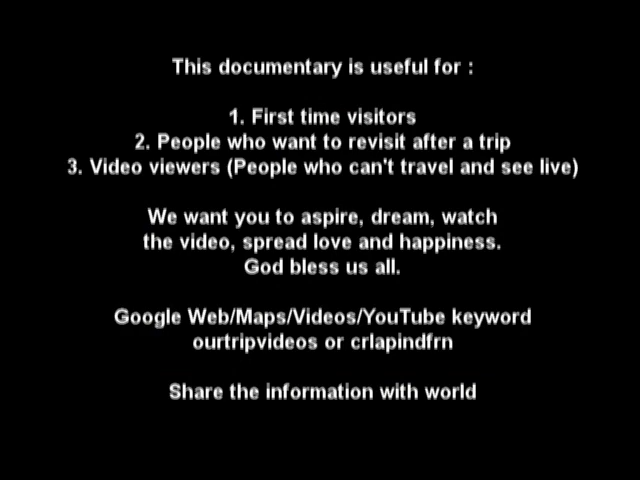 This documentary is useful for :
1. First time visitors
2. People who want to revisit after a trip
3. Video viewers (People who can't travel and see live)
We want you to aspire, dream, watch
the video, spread love and happiness.
God bless us all.
Google Web/Maps/Videos/YouTube keyword
ourtripvideos or crlapindfrn
Share the information with world